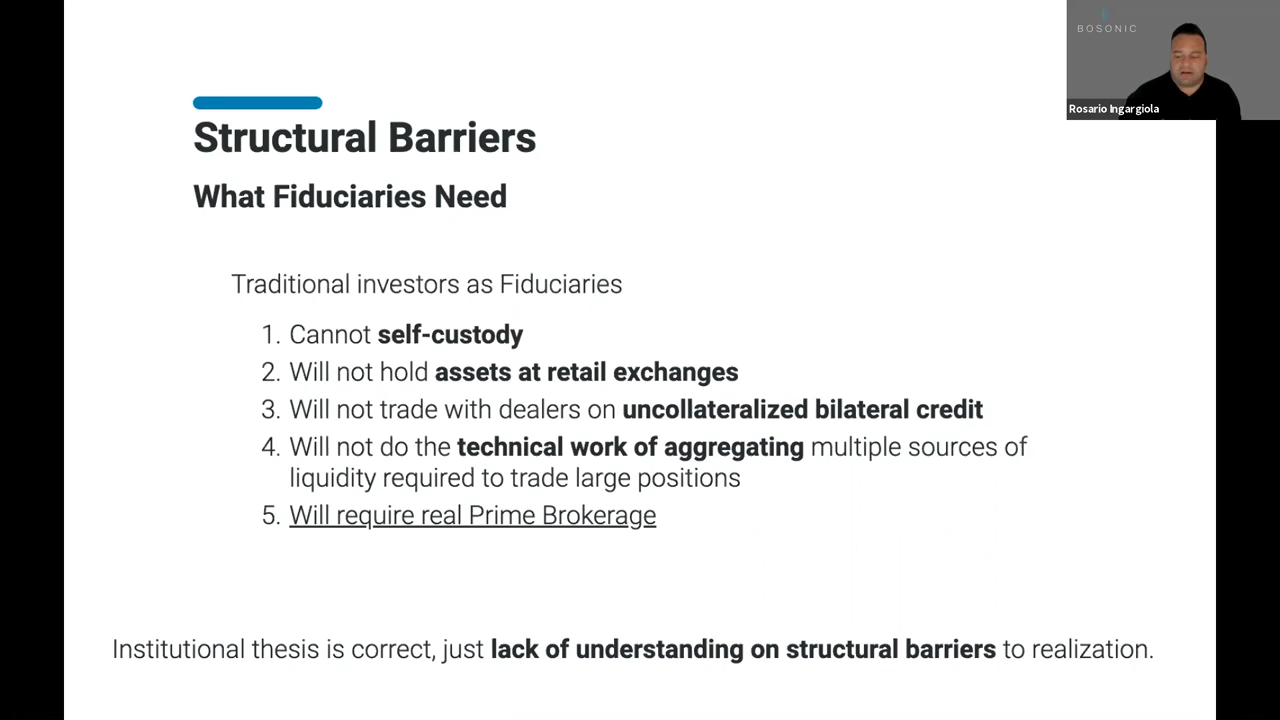 BOSONIC
Rosario Ingargiola
Structural Barriers
What Fiduciaries Need
Traditional investors as Fiduciaries
1. Cannot self-custody
2. Will not hold assets at retail exchanges
3. Will not trade with dealers on uncollateralized bilateral credit
4. Will not do the technical work of aggregating multiple sources of
liquidity required to trade large positions
5. Will require real Prime Brokerage
Institutional thesis is correct, just lack of understanding on structural barriers to realization.